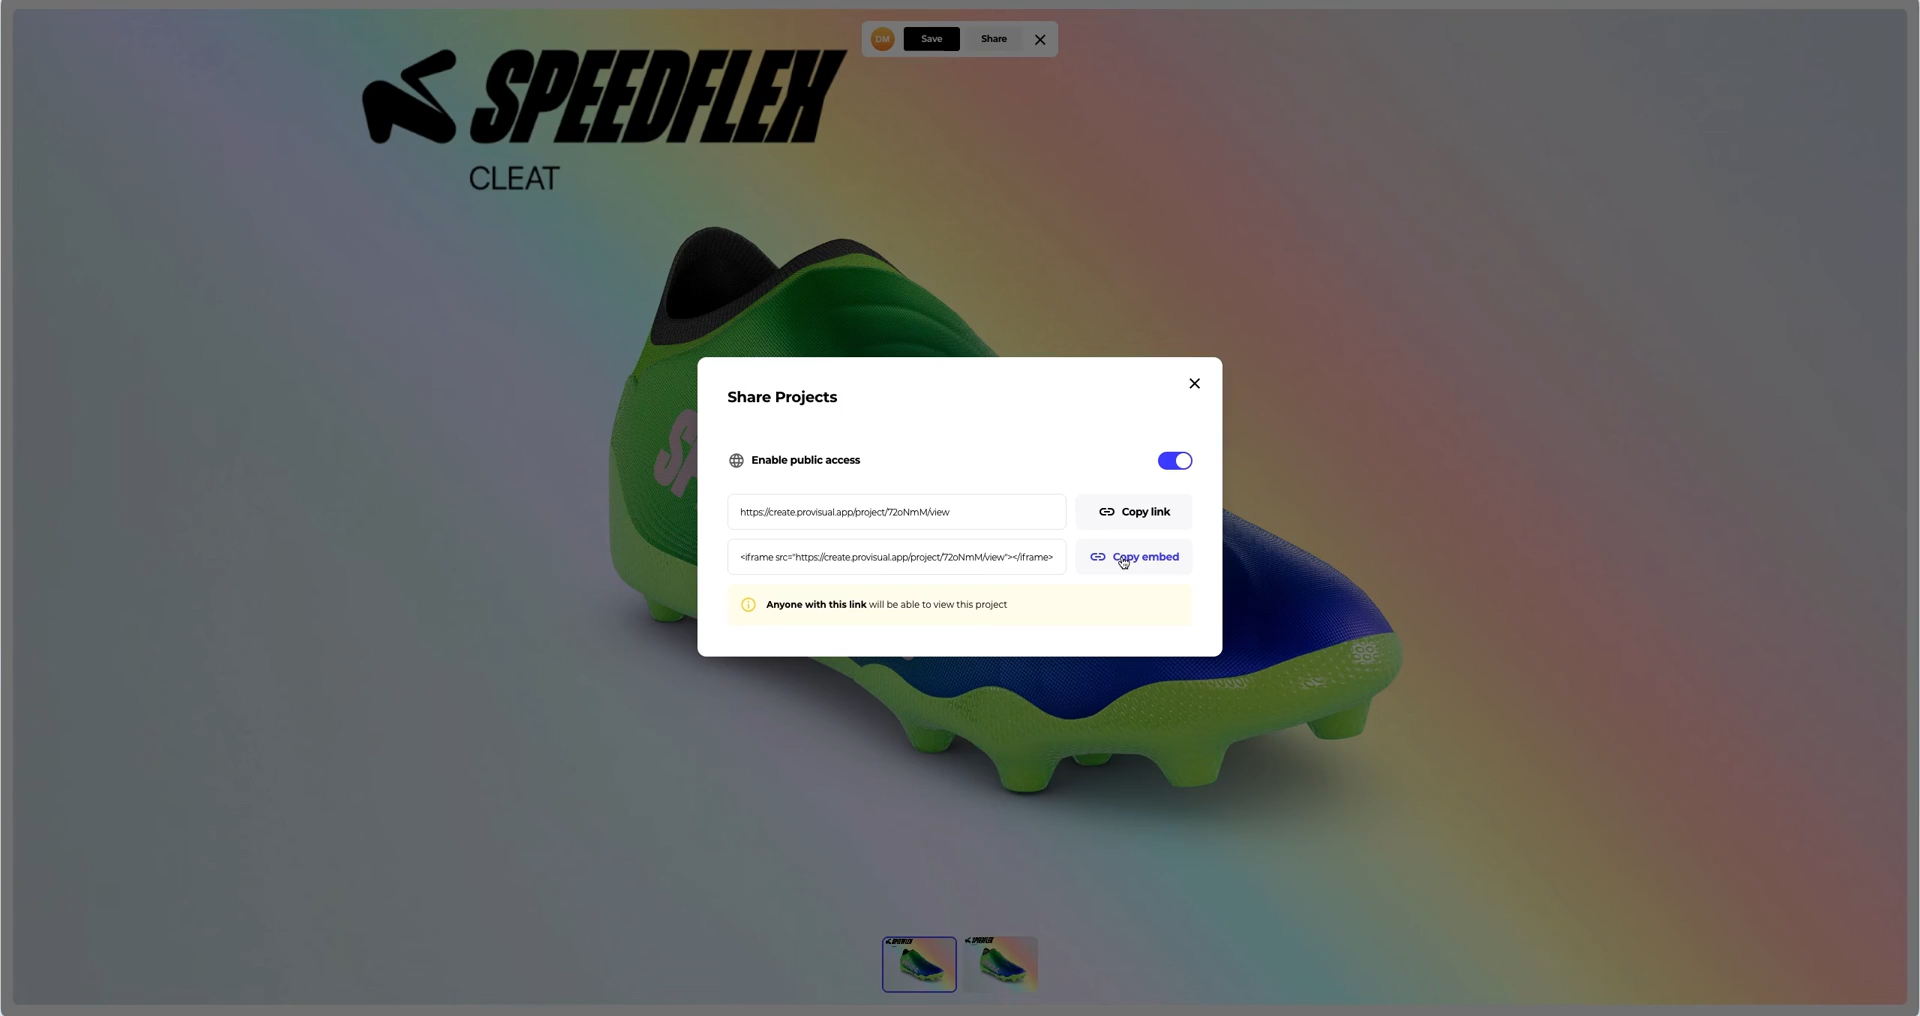 DM
Save
Share
SPEEDFLEX
CLEAT
Share Projects
Enable public access
https://create.provisual.app/project/72oNmM/view
Copy link
<iframe src="https://create.provisual.app/project/72oNmM/view"></iframe>
Copy embed
Anyone with this link will be able to view this project
SPEEDFLEX
SPEEDFLEX